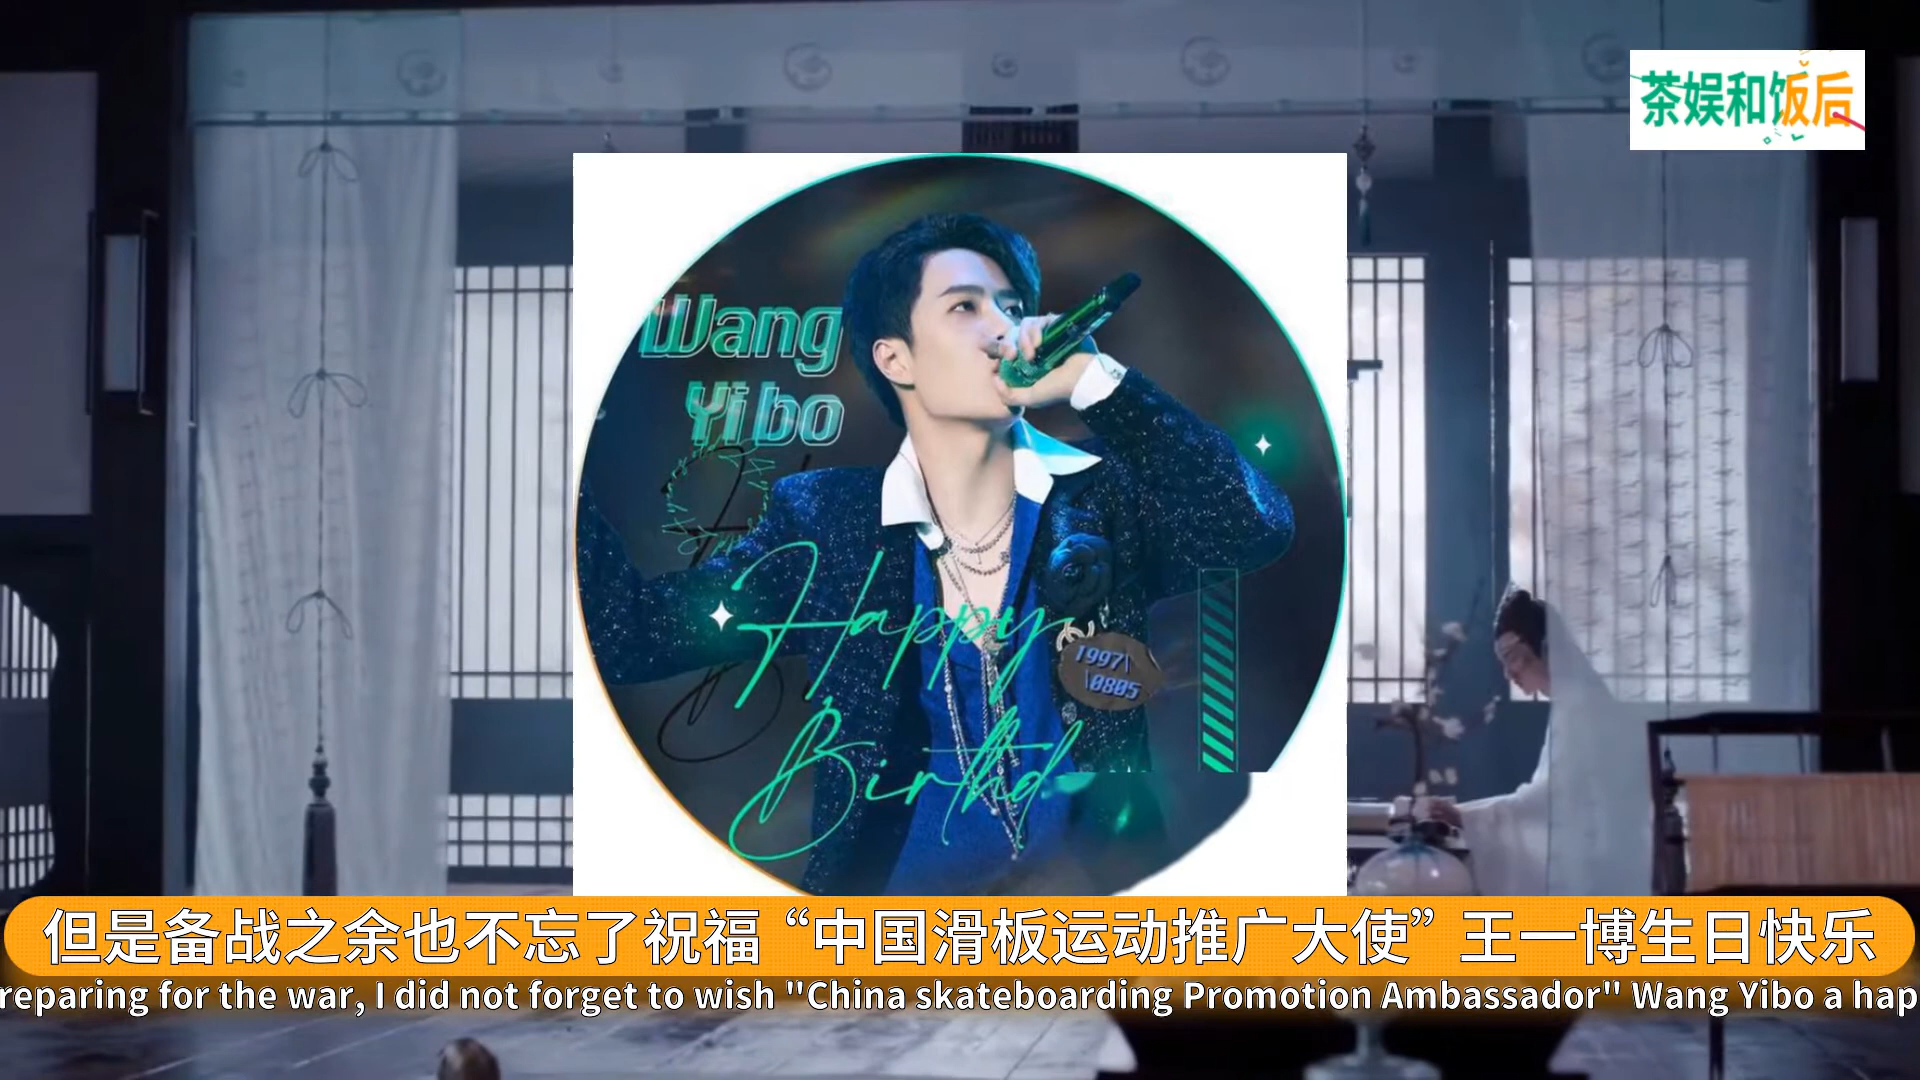 茶娱和饭后
Wang
Yibo
Happy
1997\
\0805
Birthd
但是备战之余也不忘了祝福“中国滑板运动推广大使”王一博生日快乐
reparing for the war, I did not forget to wish "China skateboarding Promotion Ambassador" Wang Yibo a hap